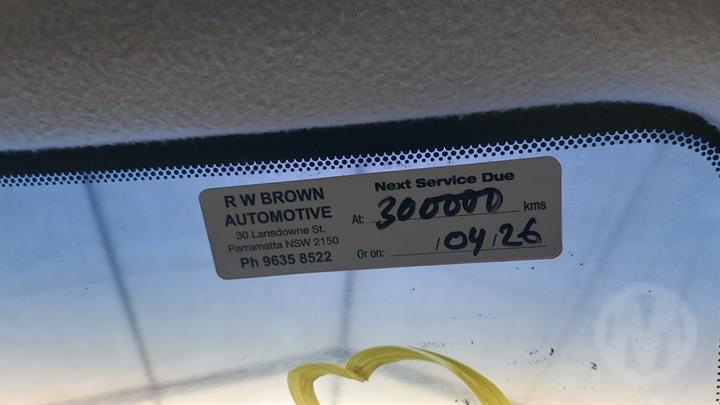 R W BROWN
AUTOMOTIVE
30 Lansdowne St.
Parramatta NSW 2150
Ph 9635 8522
Next Service Due
At: 300000 kms
Or on: /04/26